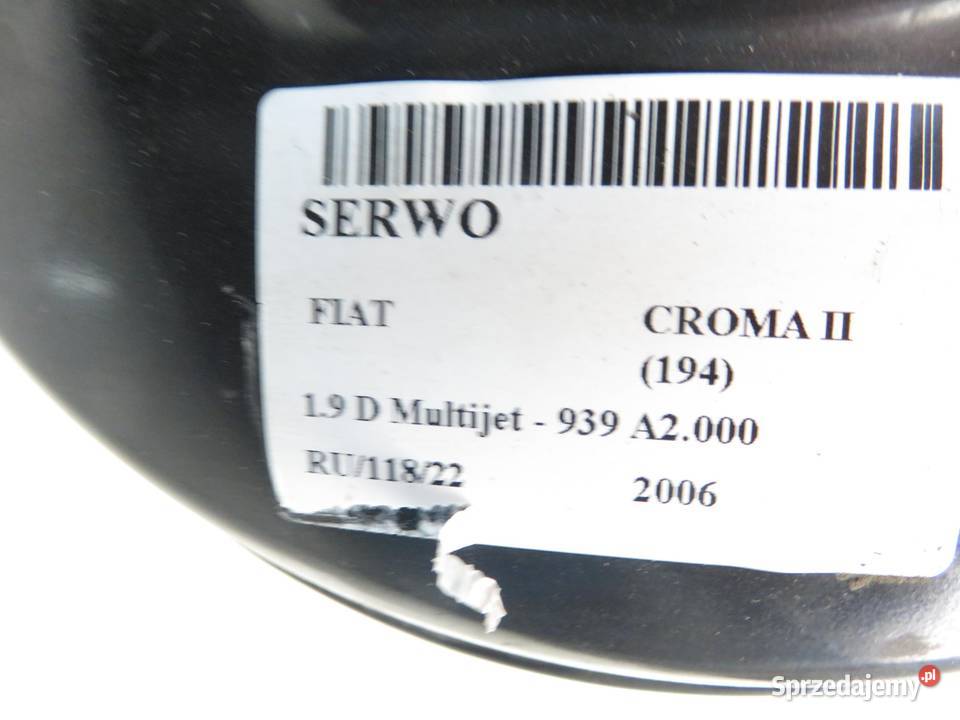 SERWO
FIAT CROMA II
(194)
1.9 D Multijet - 939 A2.000
RU/118/22 2006
Sprzedajemy.pl